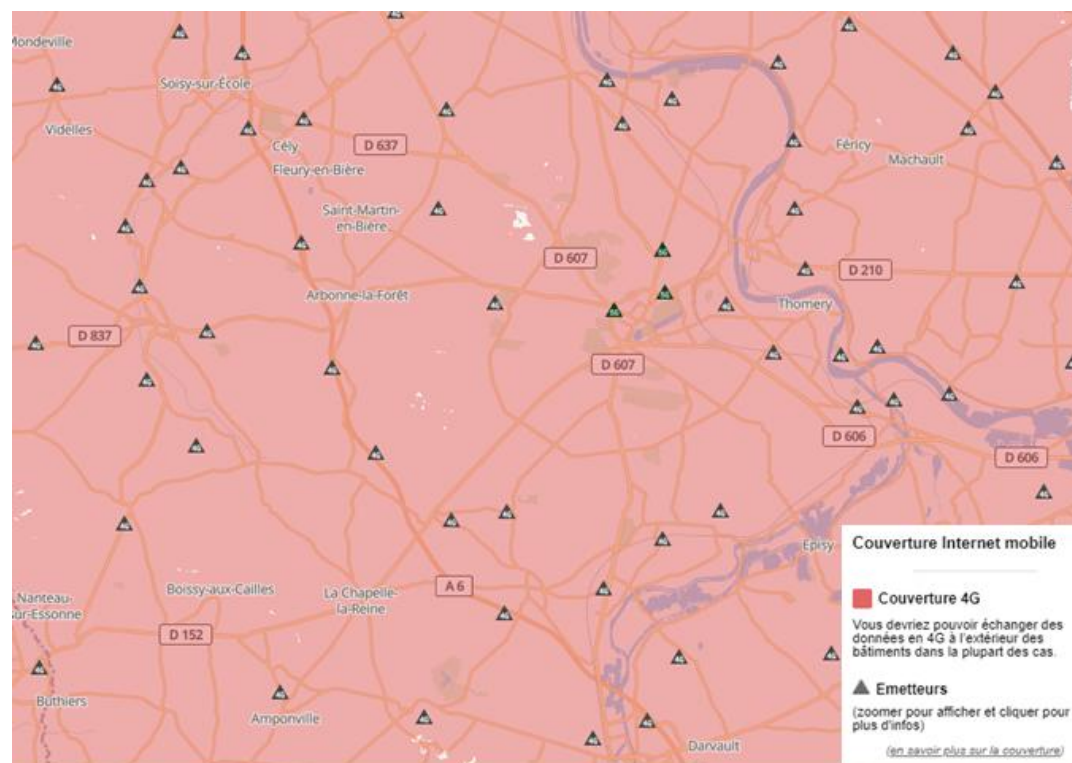 Mondeville
Soisy-sur-École
Videlles
Cély
D 637
Fleury-en-Bière
Féricy
Machault
Saint-Martin-
en-Bière
D 607
D 210
Arbonne-la-Forêt
Thomery
D 837
D 607
D 606
D 606
Episy
Boissy-aux-Cailles
La Chapelle-
la-Reine
A 6
Nanteau-
sur-Essonne
D 152
Buthiers
Amponville
Darvault
Couverture Internet mobile
Couverture 4G
Vous devriez pouvoir échanger des
données en 4G à l'extérieur des
bâtiments dans la plupart des cas.
Emetteurs
(zoomer pour afficher et cliquer pour
plus d'infos)
(en savoir plus sur la couverture)